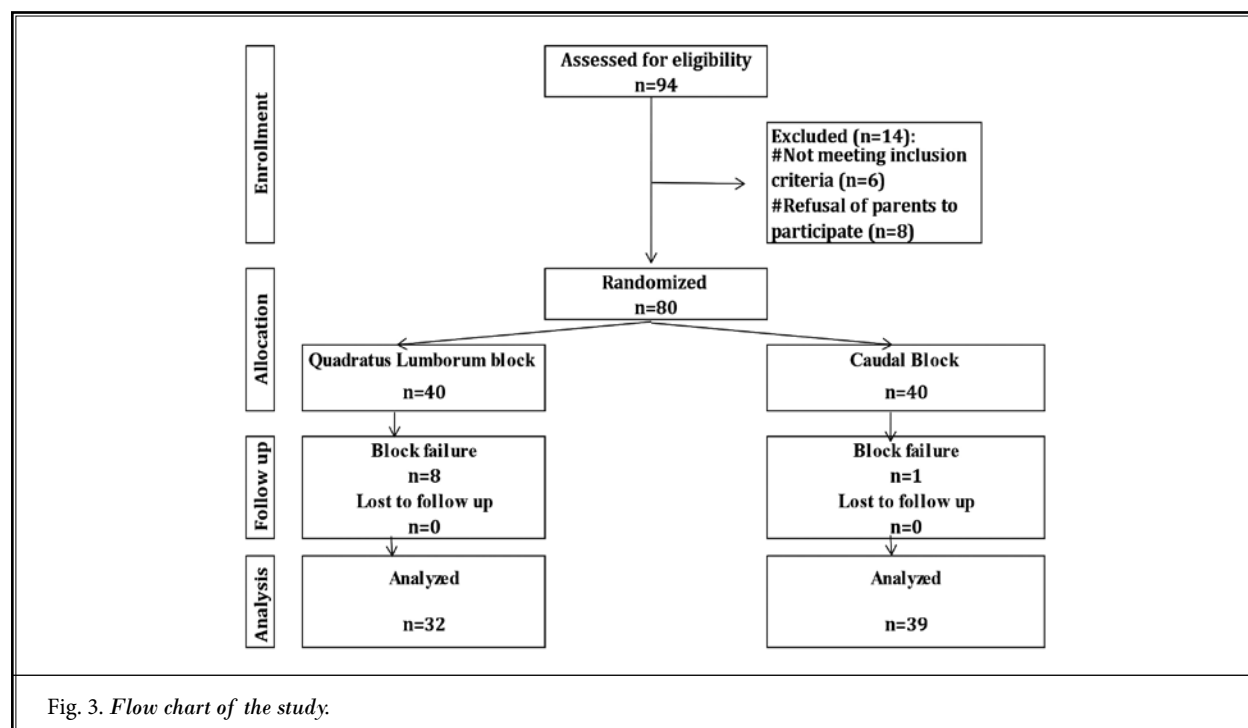 Enrollment
Assessed for eligibility
n=94
Excluded (n=14):
#Not meeting inclusion
criteria (n=6)
#Refusal of parents to
participate (n=8)
Randomized
n=80
Allocation
Quadratus Lumborum block
n=40
Caudal Block
n=40
Follow up
Block failure
n=8
Lost to follow up
n=0
Block failure
n=1
Lost to follow up
n=0
Analysis
Analyzed
n=32
Analyzed
n=39
Fig. 3. Flow chart of the study.